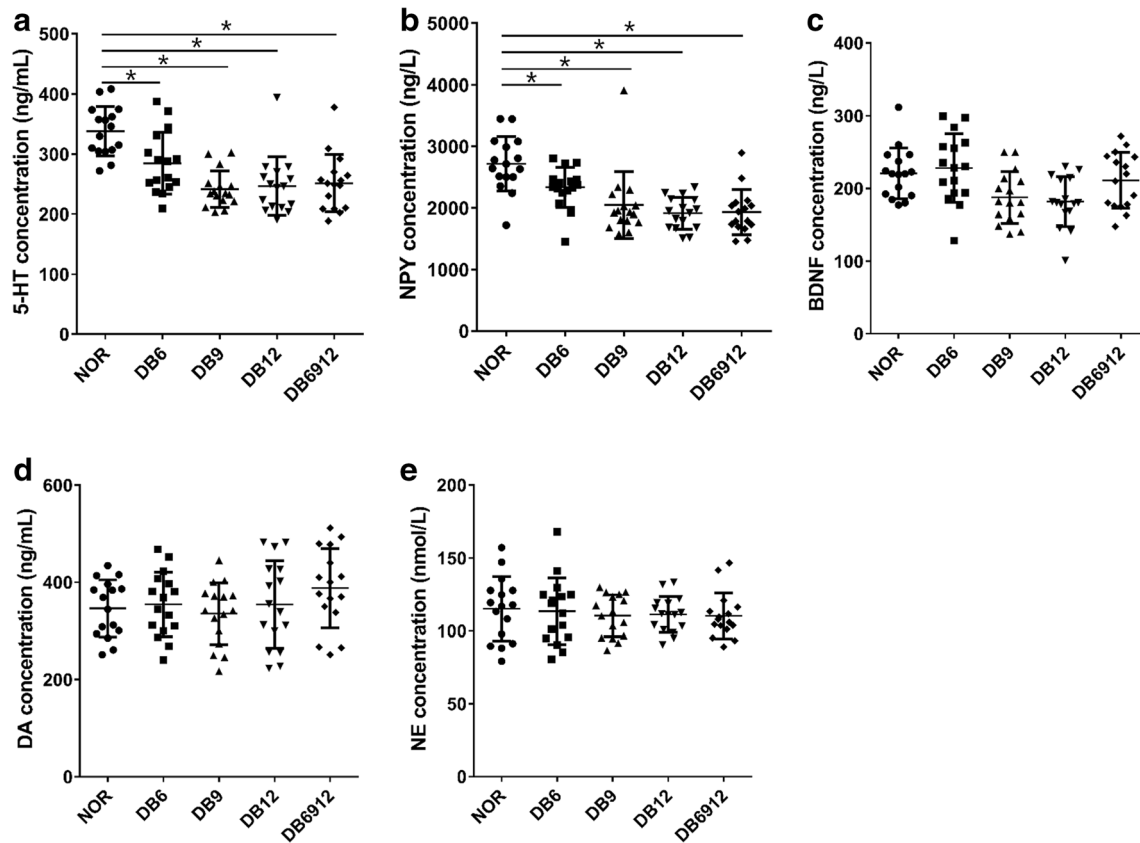 a
5-HT concentration (ng/mL)
500
400
300
200
100
0
*
*
*
*
NOR
DB6
DB9
DB12
DB6912
b
NPY concentration (ng/L)
5000
4000
3000
2000
1000
0
*
*
*
*
NOR
DB6
DB9
DB12
DB6912
c
BDNF concentration (ng/L)
400
300
200
100
0
NOR
DB6
DB9
DB12
DB6912
d
DA concentration (ng/mL)
600
400
200
0
NOR
DB6
DB9
DB12
DB6912
e
NE concentration (nmol/L)
200
150
100
50
0
NOR
DB6
DB9
DB12
DB6912